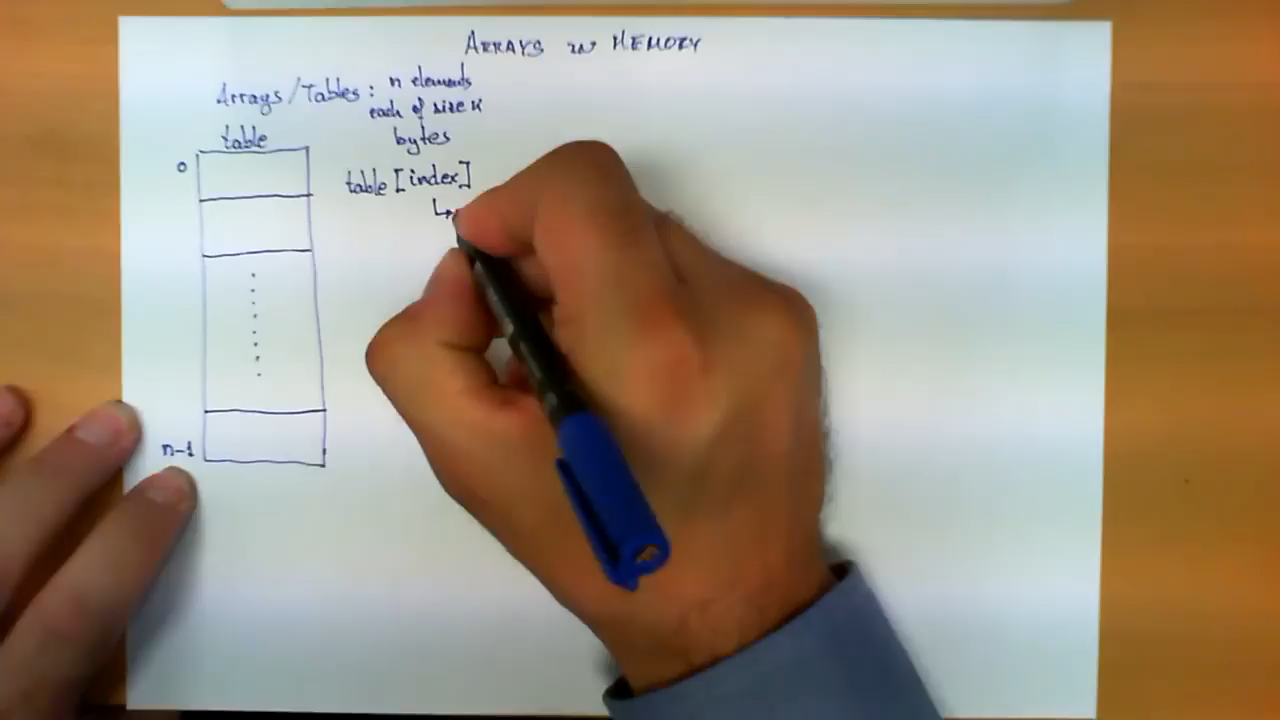 ARRAYS IN MEMORY
Arrays/Tables: n elements
each of size k
bytes
table
0
table [index]
n-1